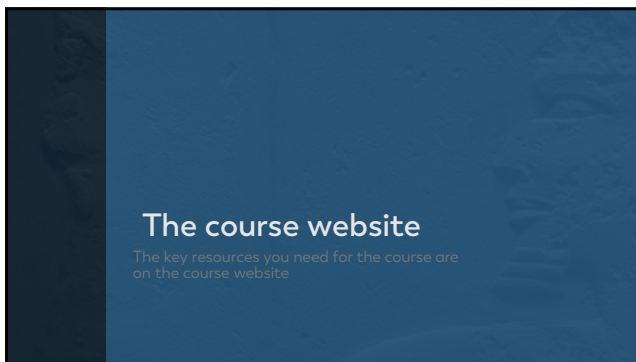 The course website
The key resources you need for the course are
on the course website